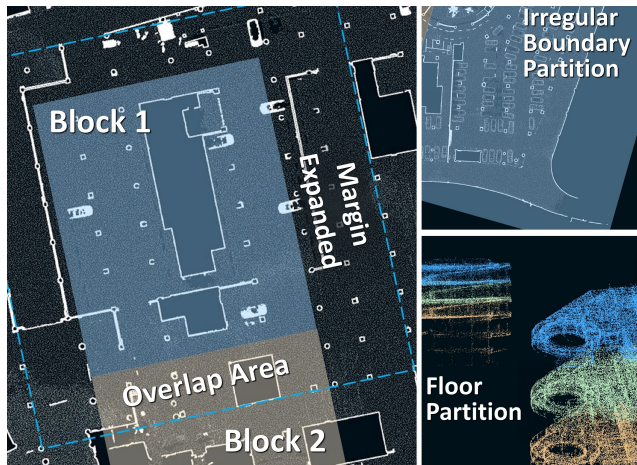 Block 1
Margin
Expanded
Overlap Area
Block 2
Irregular
Boundary
Partition
Floor
Partition